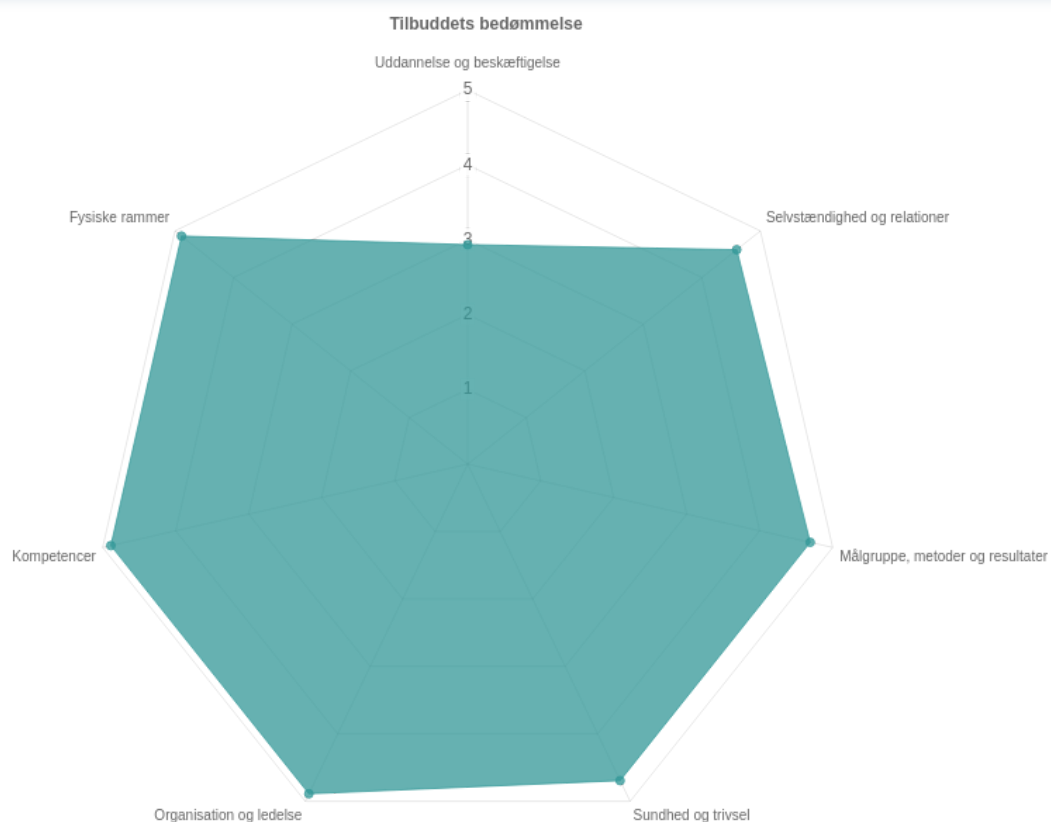 Tilbuddets bedømmelse
Uddannelse og beskæftigelse
5
4
Fysiske rammer
Selvstændighed og relationer
3
2
1
Kompetencer
Målgruppe, metoder og resultater
Organisation og ledelse
Sundhed og trivsel